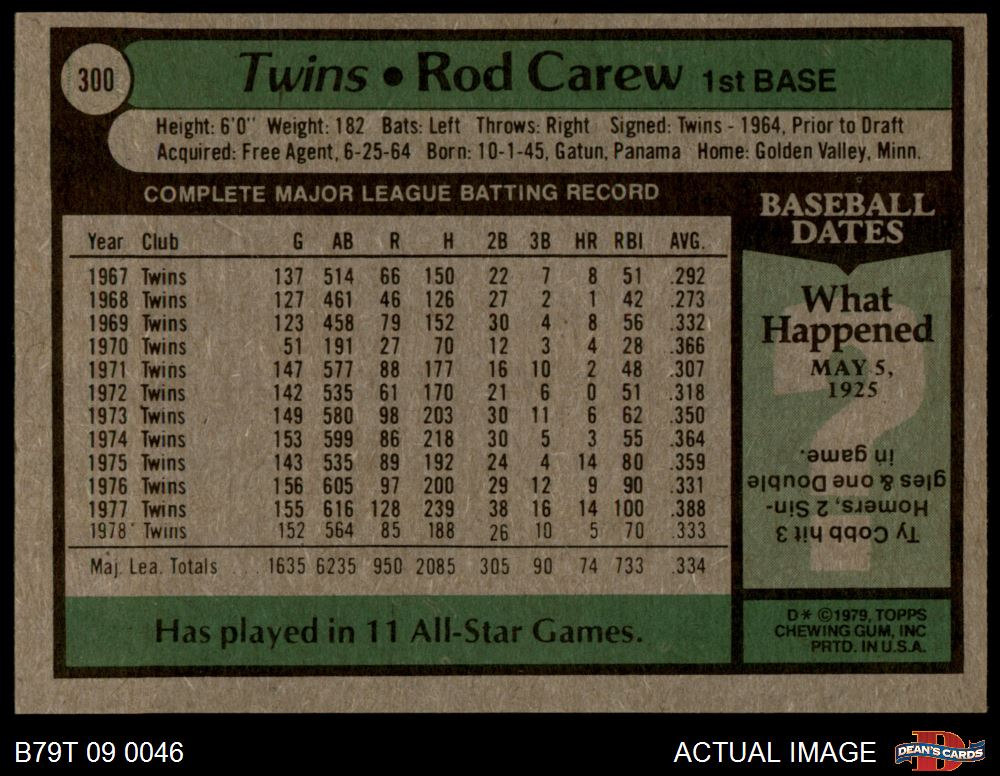 300
Twins • Rod Carew 1st BASE
Height: 6'0" Weight: 182 Bats: Left Throws: Right Signed: Twins - 1964, Prior to Draft
Acquired: Free Agent, 6-25-64 Born: 10-1-45, Gatun, Panama Home: Golden Valley, Minn.
COMPLETE MAJOR LEAGUE BATTING RECORD
Year Club G AB R H 2B 3B HR RBI AVG.
1967 Twins 137 514 66 150 22 7 8 51 .292
1968 Twins 127 461 46 126 27 2 1 42 .273
1969 Twins 123 458 79 152 30 4 8 56 .332
1970 Twins 51 191 27 70 12 3 4 28 .366
1971 Twins 147 577 88 177 16 10 2 48 .307
1972 Twins 142 535 61 170 21 6 0 51 .318
1973 Twins 149 580 98 203 30 11 6 62 .350
1974 Twins 153 599 86 218 30 5 3 55 .364
1975 Twins 143 535 89 192 24 4 14 80 .359
1976 Twins 156 605 97 200 29 12 9 90 .331
1977 Twins 155 616 128 239 38 16 14 100 .388
1978 Twins 152 564 85 188 26 10 5 70 .333
Maj. Lea. Totals ... 1635 6235 950 2085 305 90 74 733 .334
Has played in 11 All-Star Games.
BASEBALL
DATES
What
Happened
MAY 5,
1925
?
Ty Cobb hit 3
Homers, 2 Sin-
gles & one Double
in game.
D* ©1979, TOPPS
CHEWING GUM, INC
PRTD. IN U.S.A.
B79T 09 0046
ACTUAL IMAGE
D
DEAN'S CARDS